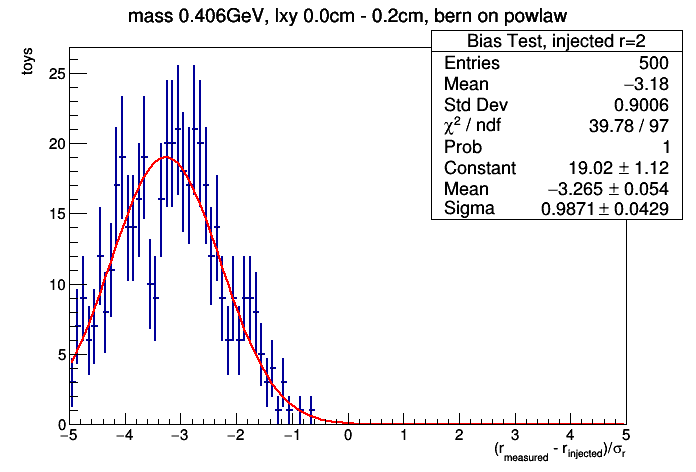 mass 0.406GeV, lxy 0.0cm - 0.2cm, bern on powlaw
toys
Bias Test, injected r=2
Entries 500
Mean −3.18
Std Dev 0.9006
χ² / ndf 39.78 / 97
Prob 1
Constant 19.02 ± 1.12
Mean −3.265 ± 0.054
Sigma 0.9871 ± 0.0429
25
20
15
10
5
0
−5 −4 −3 −2 −1 0 1 2 3 4 5
(r_measured - r_injected)/σ_r